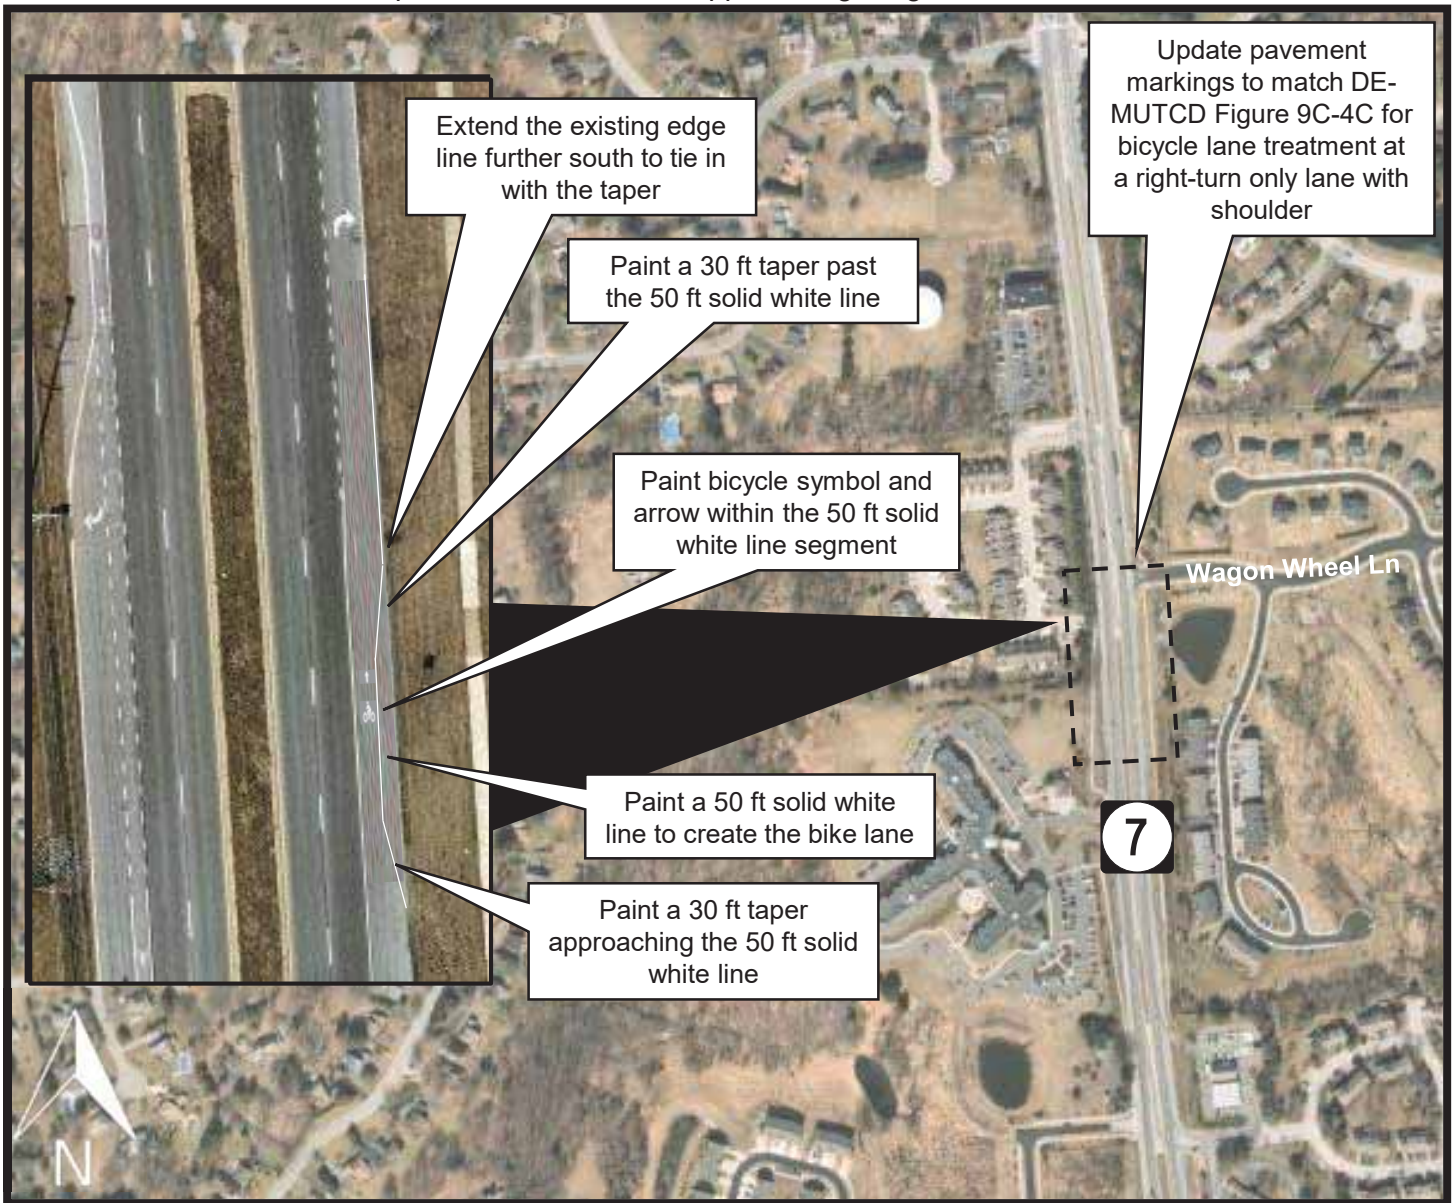 Update pavement
markings to match DE-
MUTCD Figure 9C-4C for
bicycle lane treatment at
a right-turn only lane with
shoulder
Extend the existing edge
line further south to tie in
with the taper
Paint a 30 ft taper past
the 50 ft solid white line
Paint bicycle symbol and
arrow within the 50 ft solid
white line segment
Wagon Wheel Ln
Paint a 50 ft solid white
line to create the bike lane
7
Paint a 30 ft taper
approaching the 50 ft solid
white line
N